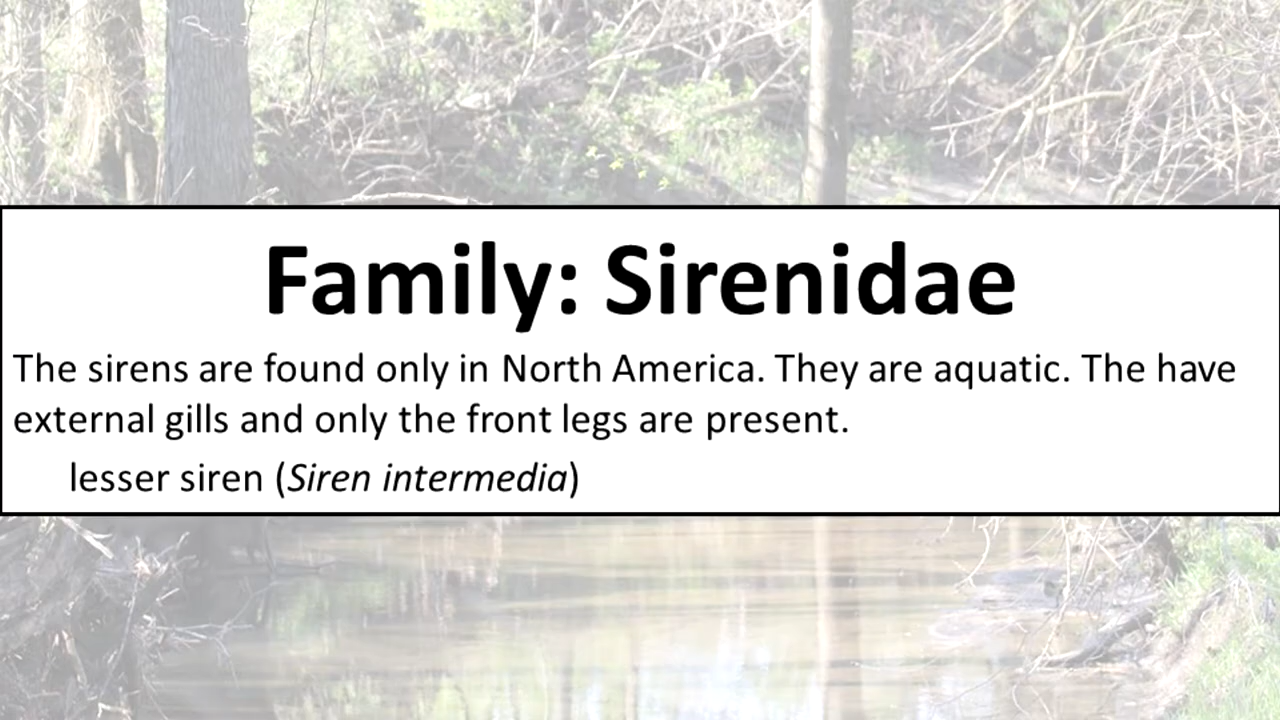 Family: Sirenidae
The sirens are found only in North America. They are aquatic. The have
external gills and only the front legs are present.
lesser siren (Siren intermedia)